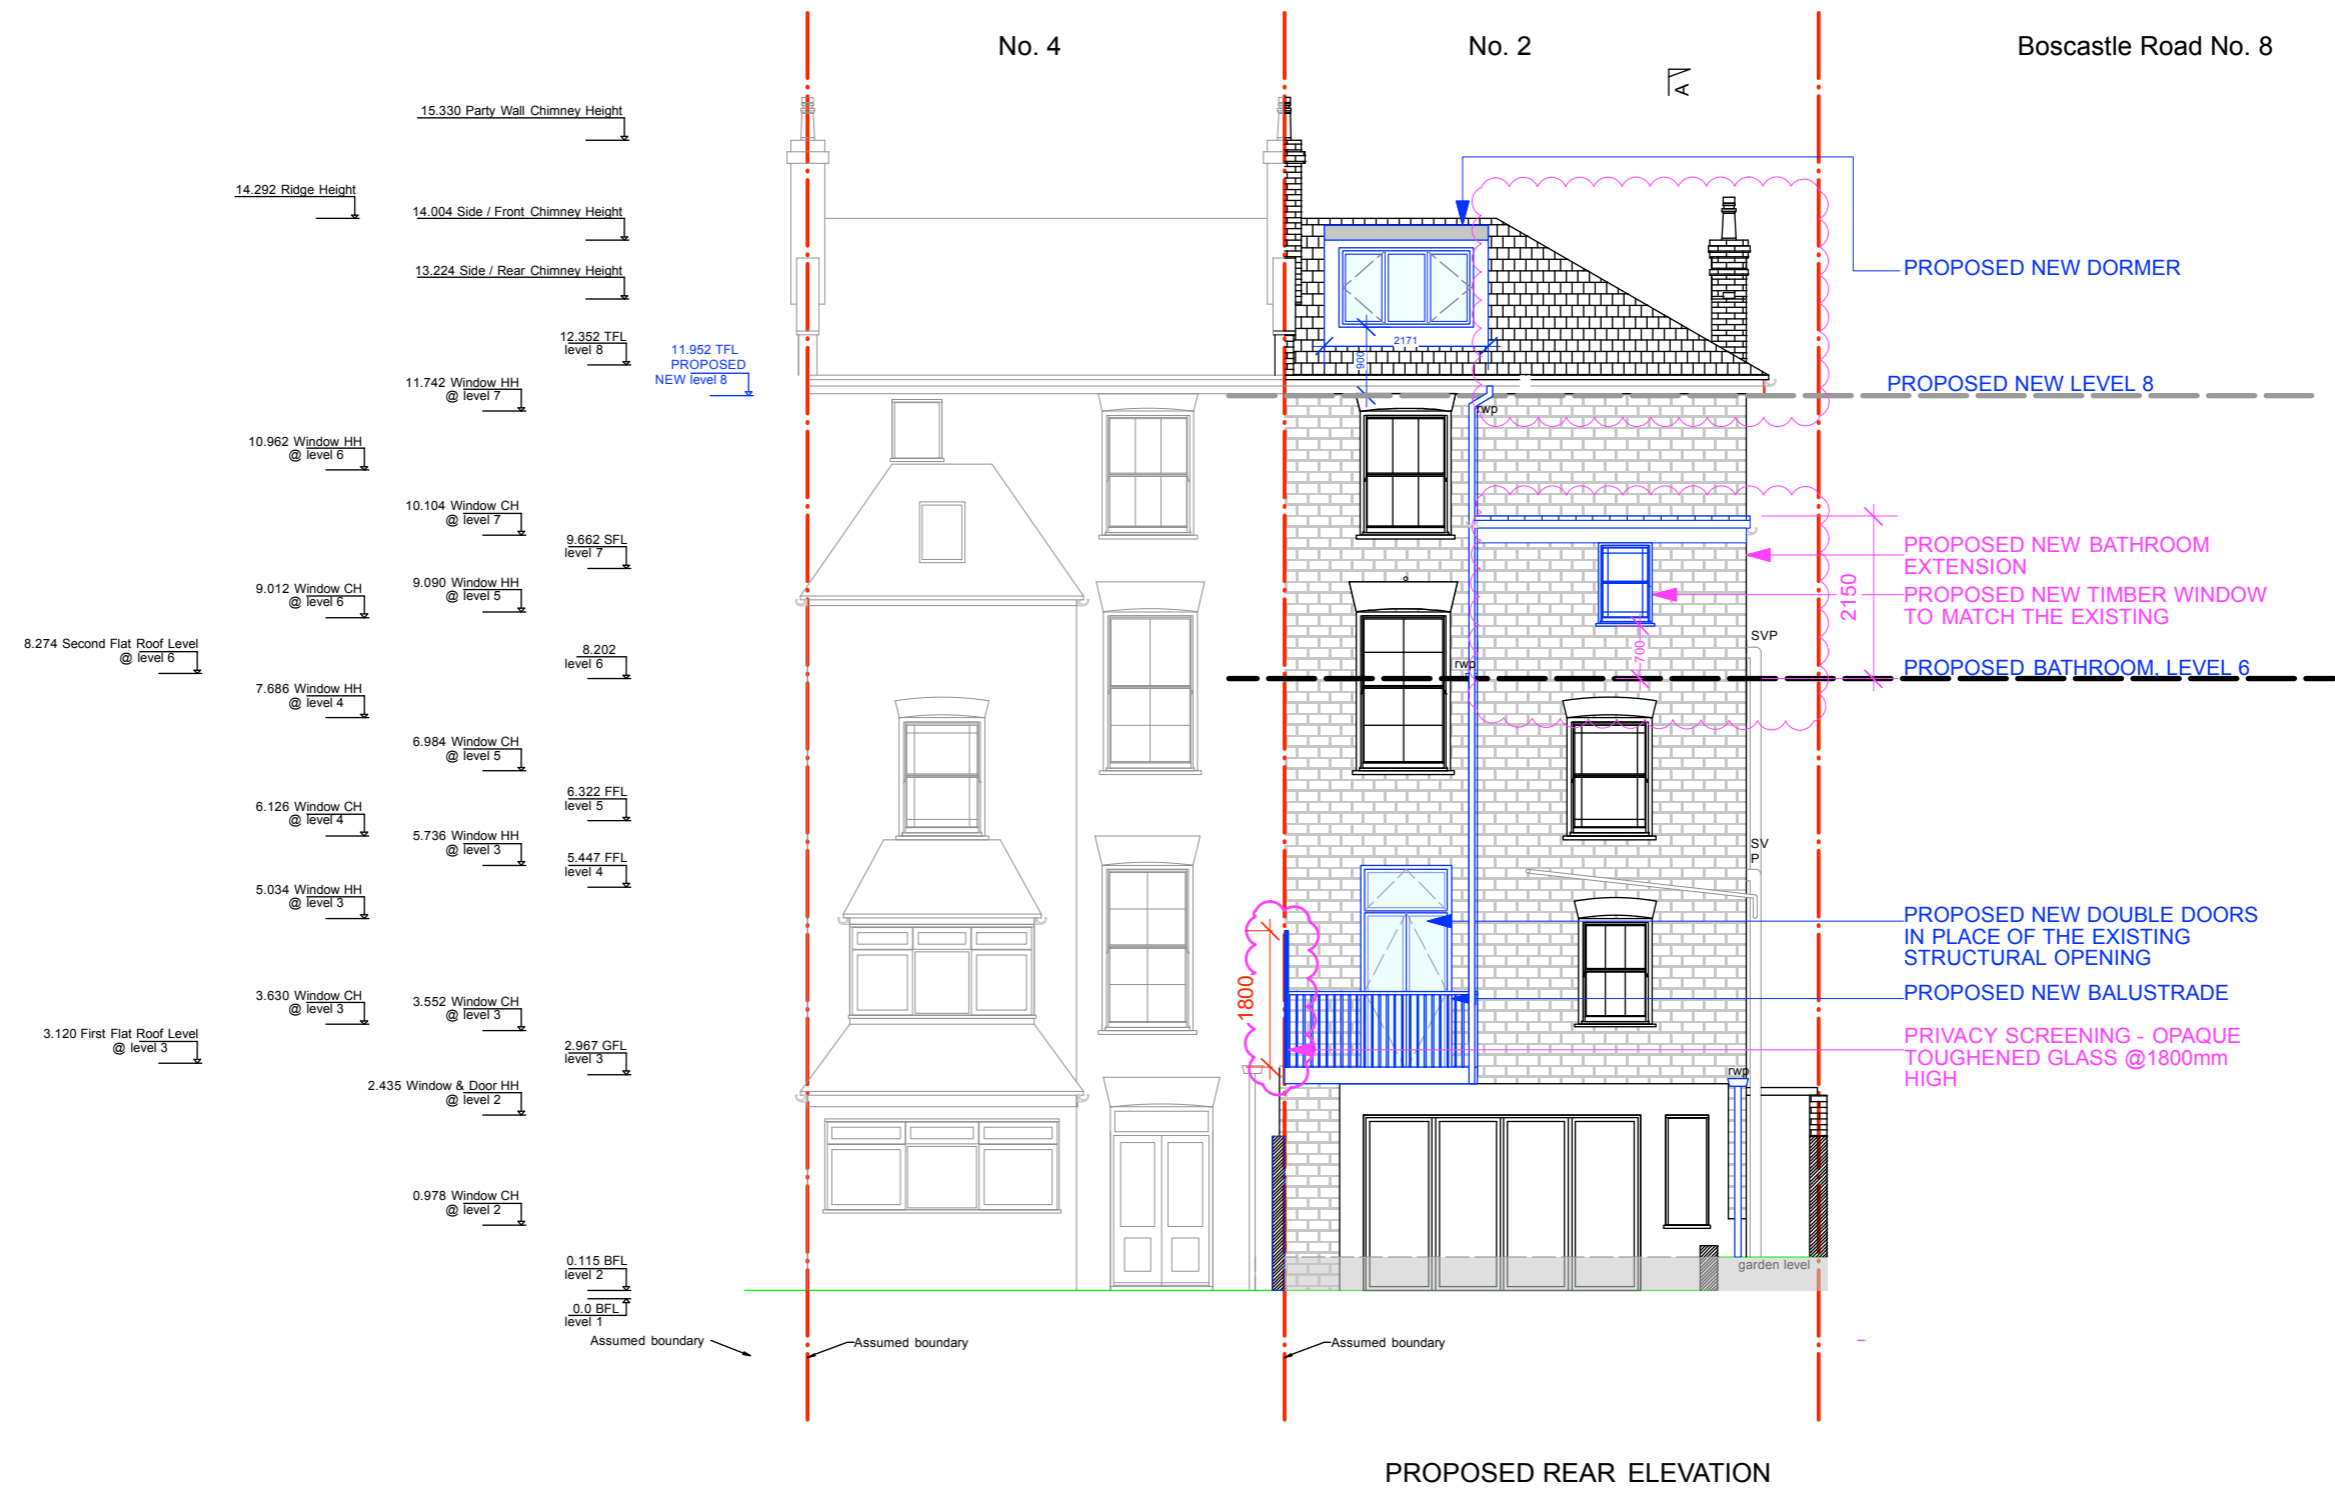 No. 4
No. 2
Boscastle Road No. 8
A
15.330 Party Wall Chimney Height
14.292 Ridge Height
14.004 Side / Front Chimney Height
13.224 Side / Rear Chimney Height
12.352 TFL
level 8
11.952 TFL
PROPOSED
NEW level 8
11.742 Window HH
@ level 7
10.962 Window HH
@ level 6
10.104 Window CH
@ level 7
9.662 SFL
level 7
9.090 Window HH
@ level 5
9.012 Window CH
@ level 6
8.274 Second Flat Roof Level
@ level 6
8.202
level 6
7.686 Window HH
@ level 4
6.984 Window CH
@ level 5
6.322 FFL
level 5
6.126 Window CH
@ level 4
5.736 Window HH
@ level 3
5.447 FFL
level 4
5.034 Window HH
@ level 3
3.630 Window CH
@ level 3
3.552 Window CH
@ level 3
3.120 First Flat Roof Level
@ level 3
2.967 GFL
level 3
2.435 Window & Door HH
@ level 2
0.978 Window CH
@ level 2
0.115 BFL
level 2
0.0 BFL
level 1
Assumed boundary
Assumed boundary
Assumed boundary
2171
900
rwp
rwp
700
2150
SVP
SV
P
1800
rwp
garden level
PROPOSED NEW DORMER
PROPOSED NEW LEVEL 8
PROPOSED NEW BATHROOM
EXTENSION
PROPOSED NEW TIMBER WINDOW
TO MATCH THE EXISTING
PROPOSED BATHROOM, LEVEL 6
PROPOSED NEW DOUBLE DOORS
IN PLACE OF THE EXISTING
STRUCTURAL OPENING
PROPOSED NEW BALUSTRADE
PRIVACY SCREENING - OPAQUE
TOUGHENED GLASS @1800mm
HIGH
PROPOSED REAR ELEVATION